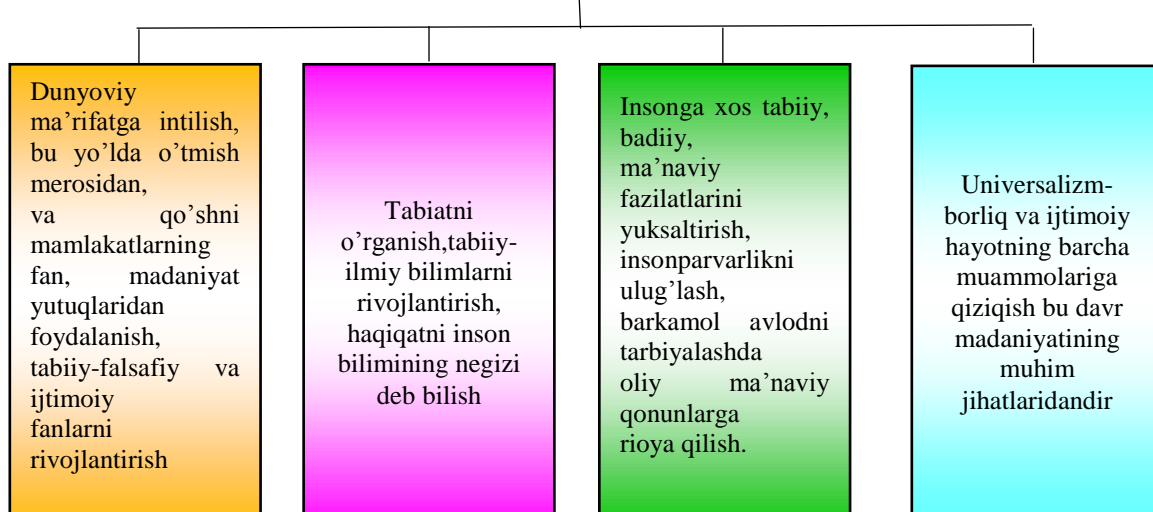 Dunyoviy
ma’rifatga intilish,
bu yo’lda o’tmish
merosidan,
va qo’shni
mamlakatlarning
fan, madaniyat
yutuqlaridan
foydalanish,
tabiiy-falsafiy va
ijtimoiy
fanlarni
rivojlantirish
Tabiatni
o’rganish,tabiiy-
ilmiy bilimlarni
rivojlantirish,
haqiqatni inson
bilimining negizi
deb bilish
Insonga xos tabiiy,
badiiy,
ma’naviy
fazilatlarini
yuksaltirish,
insonparvarlikni
ulug’lash,
barkamol avlodni
tarbiyalashda
oliy ma’naviy
qonunlarga
rioya qilish.
Universalizm-
borliq va ijtimoiy
hayotning barcha
muammolariga
qiziqish bu davr
madaniyatining
muhim
jihatlaridandir